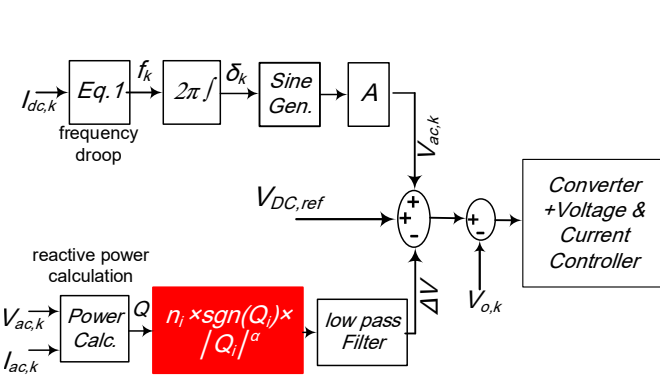 I_dc,k
Eq.1
frequency
droop
f_k
2π∫
δ_k
Sine
Gen.
A
V_ac,k
V_DC,ref
+
+
-
+
-
V_o,k
Converter
+Voltage &
Current
Controller
reactive power
calculation
V_ac,k
I_ac,k
Power
Calc.
Q
n_i ×sgn(Q_i)×
|Q_i|^α
low pass
Filter
ΔV